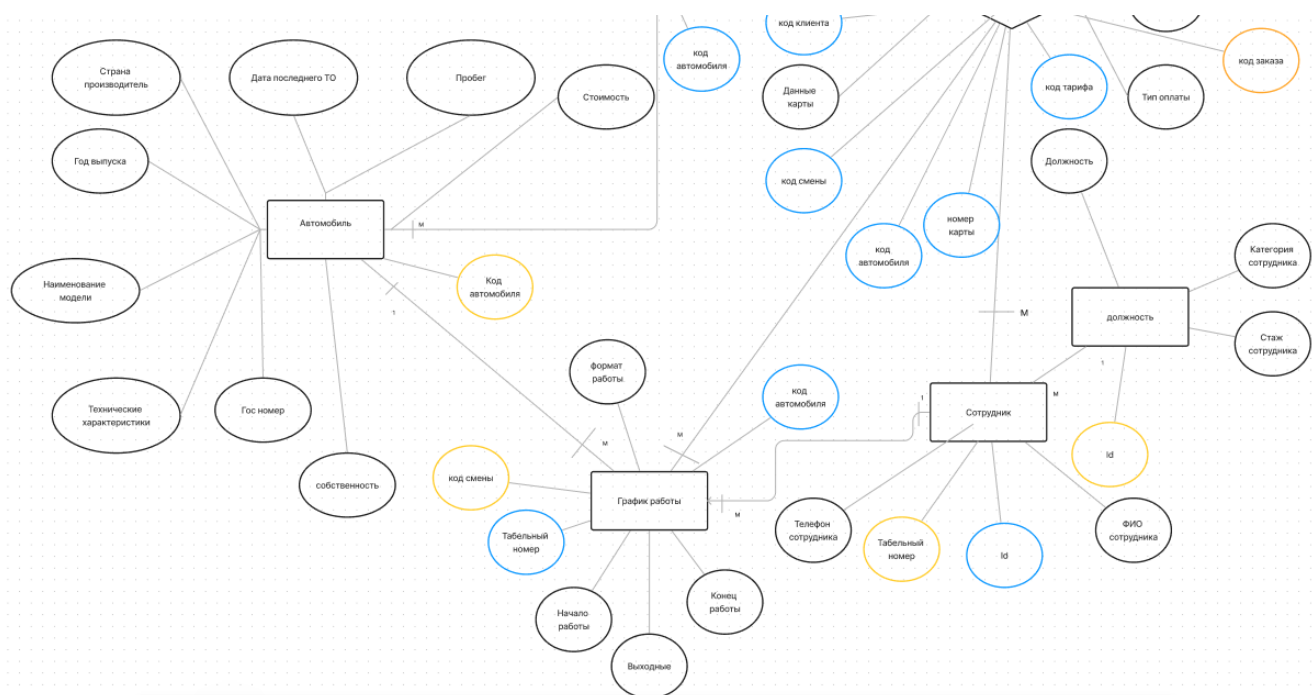 код клиента
код
автомобиля
код заказа
Страна
производитель
Дата последнего ТО
Пробег
Стоимость
Данные
карты
код тарифа
Тип оплаты
Год выпуска
Должность
код смены
Автомобиль
М
номер
карты
код
автомобиля
Категория
сотрудника
Наименование
модели
Код
автомобиля
1
М
должность
Стаж
сотрудника
формат
работы
1
код
автомобиля
М
1
Технические
характеристики
Гос номер
Сотрудник
М
М
Id
код смены
собственность
График работы
М
Табельный
номер
Телефон
сотрудника
Табельный
номер
Id
ФИО
сотрудника
Начало
работы
Конец
работы
Выходные